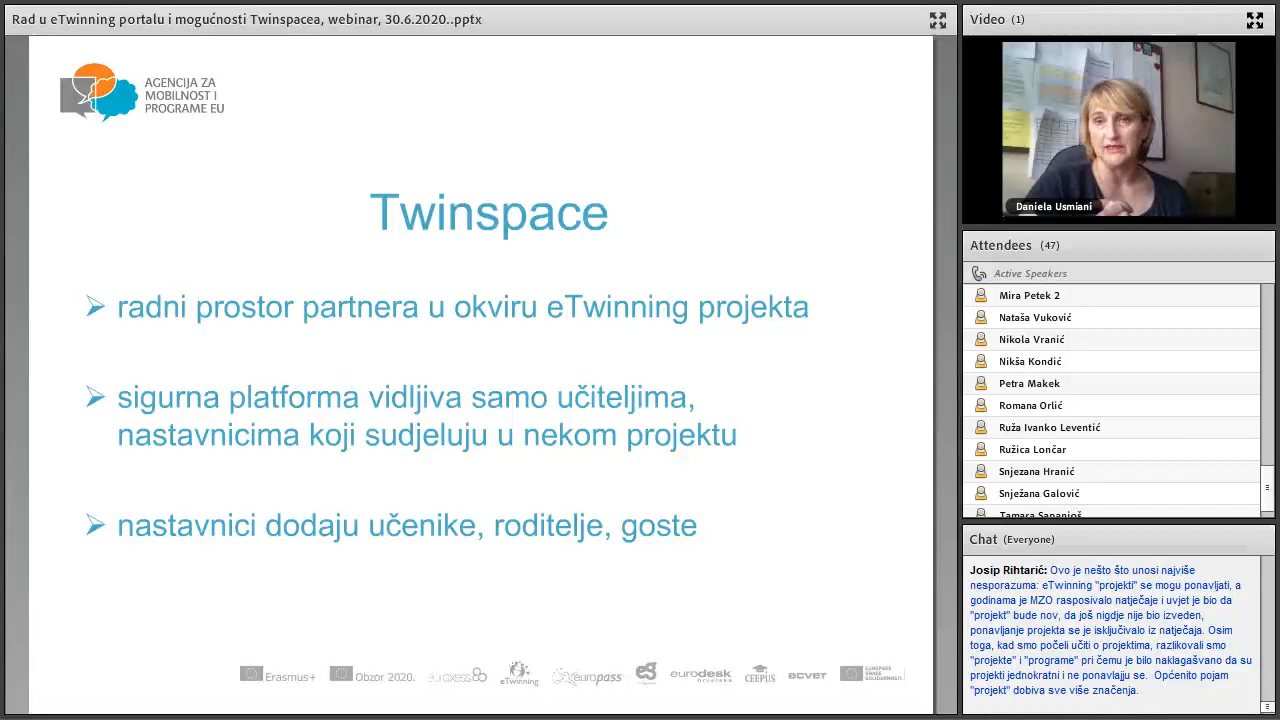 Rad u eTwinning portalu i mogućnosti Twinspacea, webinar, 30.6.2020..pptx
AGENCIJA ZA
MOBILNOST I
PROGRAME EU
Twinspace
radni prostor partnera u okviru eTwinning projekta
sigurna platforma vidljiva samo učiteljima,
nastavnicima koji sudjeluju u nekom projektu
nastavnici dodaju učenike, roditelje, goste
Erasmus+
Obzor 2020.
euraxess
eTwinning
europass
eurodesk
hrvatska
CEEPUS
ECVET
EUROPSKE
SNAGE
SOLIDARNOSTI
Video (1)
Daniela Usmiani
Attendees (47)
Active Speakers
Mira Petek 2
Nataša Vuković
Nikola Vranić
Nikša Kondić
Petra Makek
Romana Orlić
Ruža Ivanko Leventić
Ružica Lončar
Snjezana Hranić
Snježana Galović
Chat (Everyone)
Josip Rihtarić: Ovo je nešto što unosi najviše
nesporazuma: eTwinning "projekti" se mogu ponavljati, a
godinama je MZO rasposivalo natječaje i uvjet je bio da
"projekt" bude nov, da još nigdje nije bio izveden,
ponavljanje projekta se je isključivalo iz natječaja. Osim
toga, kad smo počeli učiti o projektima, razlikovali smo
"projekte" i "programe" pri čemu je bilo naklagašvano da su
projekti jednokratni i ne ponavlajju se.  Općenito pojam
"projekt" dobiva sve više značenja.